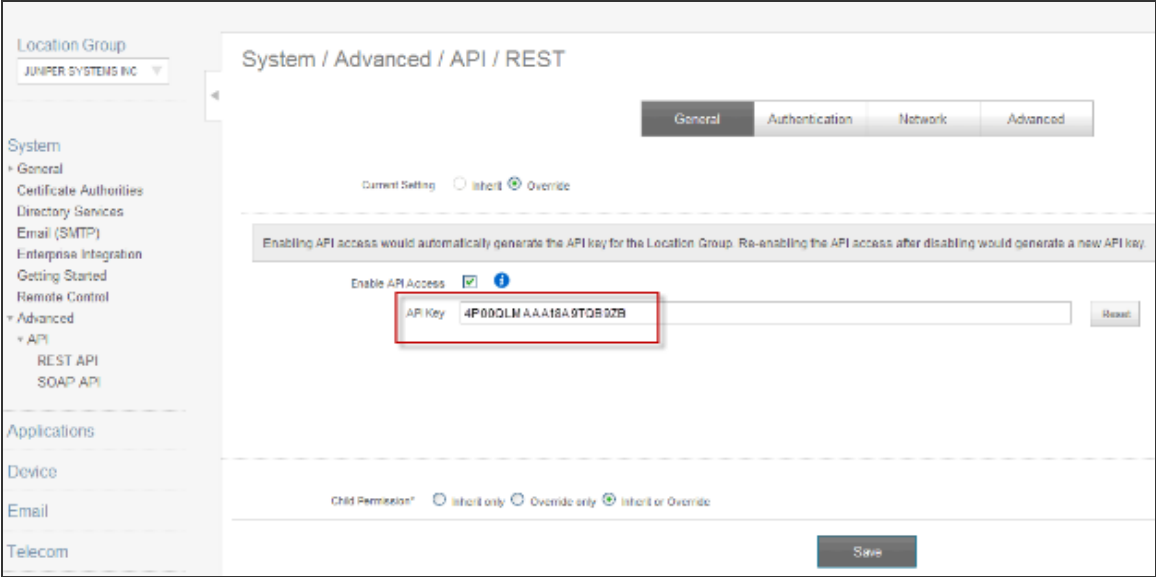 Location Group
JUNIPER SYSTEMS INC
System
General
Certificate Authorities
Directory Services
Email (SMTP)
Enterprise Integration
Getting Started
Remote Control
Advanced
API
REST API
SOAP API
Applications
Device
Email
Telecom
System / Advanced / API / REST
General Authentication Network Advanced
Current Setting Inherit Override
Enabling API access would automatically generate the API key for the Location Group. Re-enabling the API access after disabling would generate a new API key.
Enable API Access
API Key
Reset
Child Permission* Inherit only Override only Inherit or Override
Save